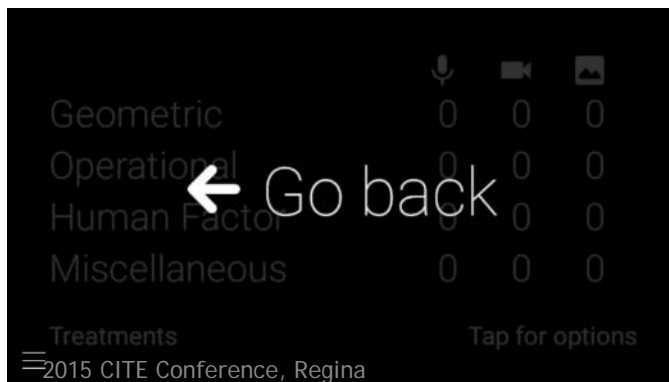 Geometric 0 0 0
Operational 0 0 0
← Go back
Human Factor 0 0 0
Miscellaneous 0 0 0
Treatments Tap for options
2015 CITE Conference, Regina